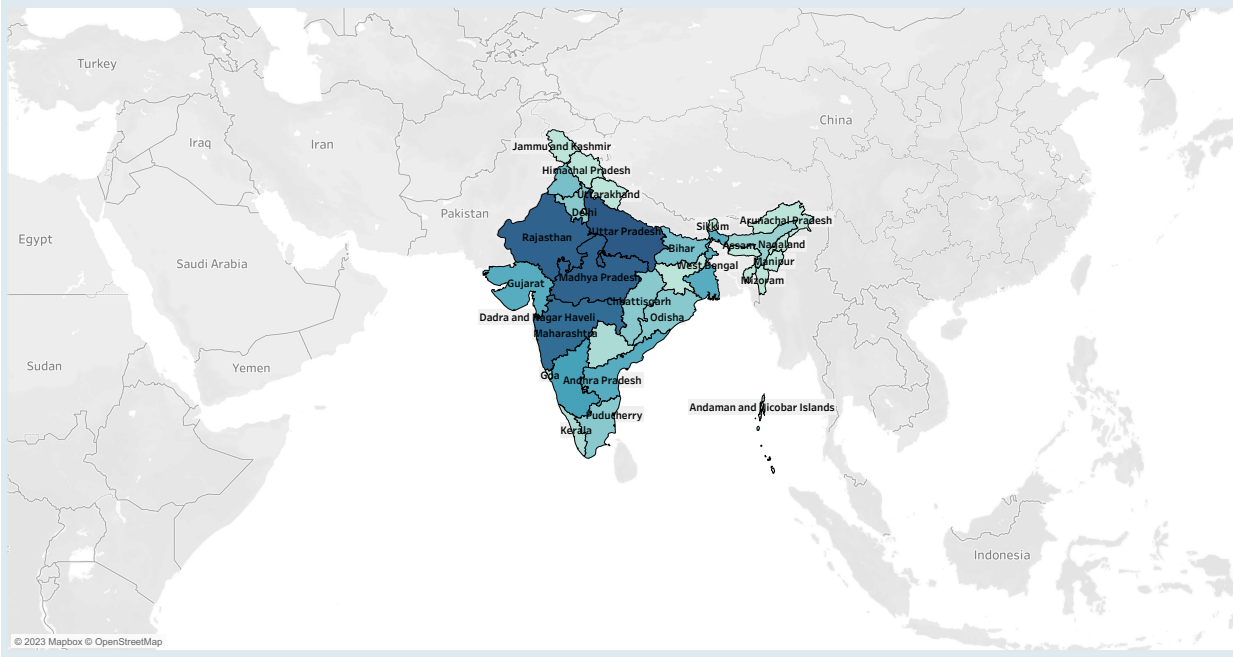 Turkey
China
Iraq
Iran
Jammu and Kashmir
Himachal Pradesh
Uttarakhand
Pakistan
Delhi
Sikkim
Arunachal Pradesh
Egypt
Rajasthan
Uttar Pradesh
Bihar
Assam
Nagaland
Saudi Arabia
West Bengal
Manipur
Gujarat
Madhya Pradesh
Mizoram
Chhattisgarh
Dadra and Nagar Haveli
Odisha
Maharashtra
Sudan
Yemen
Goa
Andhra Pradesh
Andaman and Nicobar Islands
Puducherry
Kerala
Indonesia
© 2023 Mapbox © OpenStreetMap